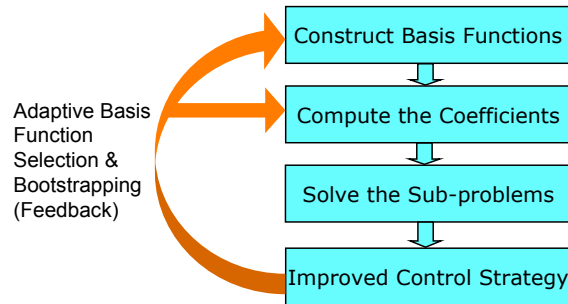 Construct Basis Functions
Compute the Coefficients
Solve the Sub-problems
Improved Control Strategy
Adaptive Basis
Function
Selection &
Bootstrapping
(Feedback)